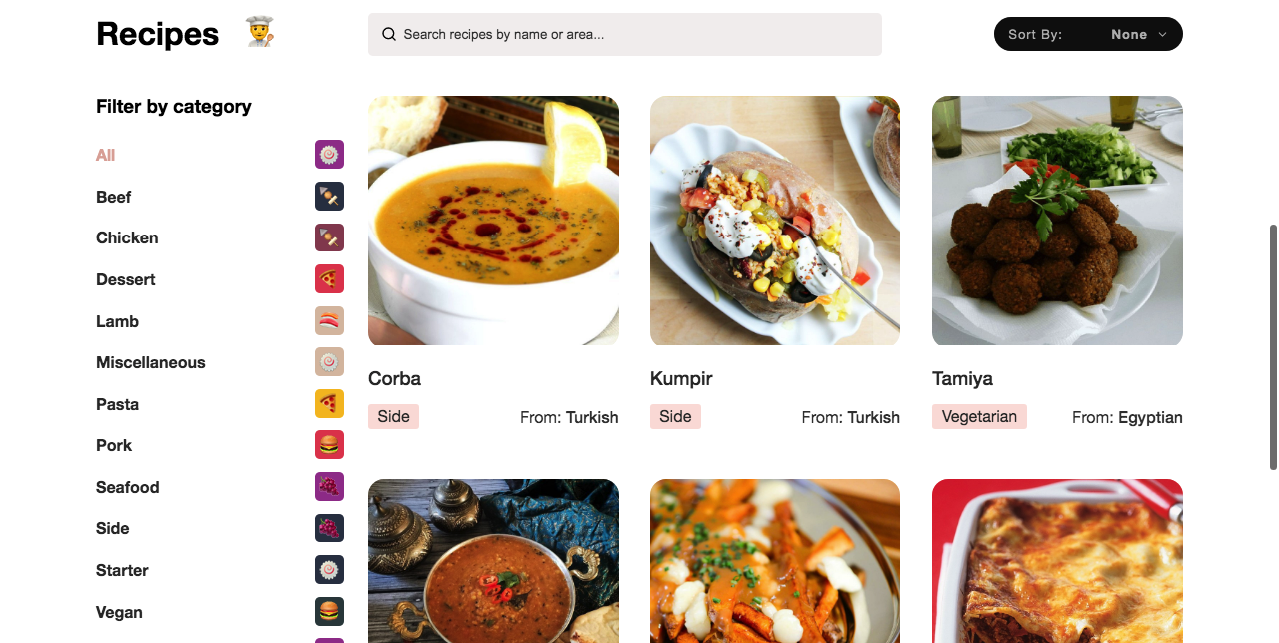 Recipes
Search recipes by name or area...
Sort By: None
Filter by category
All
Beef
Chicken
Dessert
Lamb
Miscellaneous
Pasta
Pork
Seafood
Side
Starter
Vegan
Corba
Side From: Turkish
Kumpir
Side From: Turkish
Tamiya
Vegetarian From: Egyptian